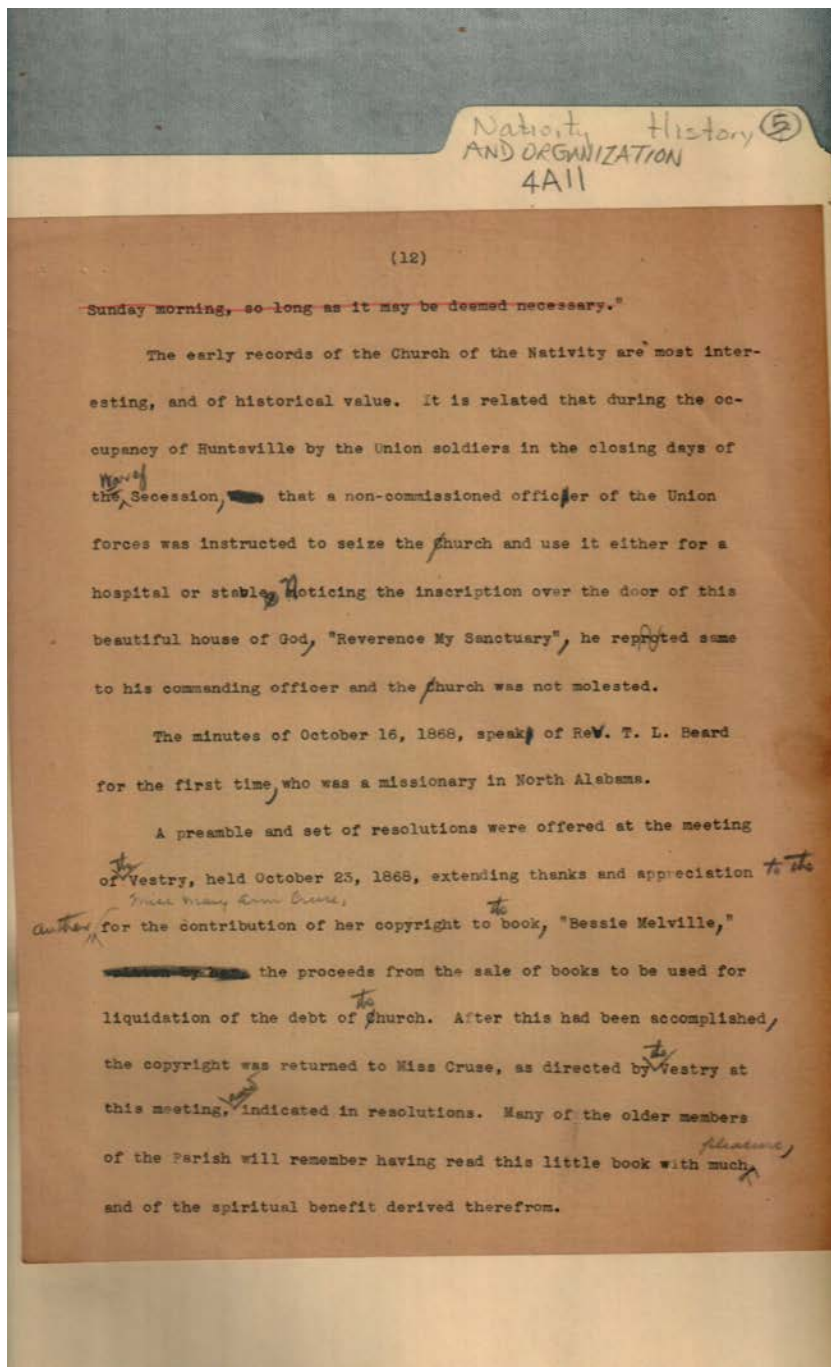 Nativity History 5
AND ORGANIZATION
4A11
(12)
Sunday morning, so long as it may be deemed necessary."
The early records of the Church of the Nativity are most inter-
esting, and of historical value. It is related that during the oc-
cupancy of Huntsville by the Union soldiers in the closing days of
War of
the Secession, that a non-commissioned officer of the Union
forces was instructed to seize the church and use it either for a
hospital or stable. Noticing the inscription over the door of this
beautiful house of God, "Reverence My Sanctuary", he reproted same
to his commanding officer and the church was not molested.
The minutes of October 16, 1868, speak of Rev. T. L. Beard
for the first time, who was a missionary in North Alabama.
A preamble and set of resolutions were offered at the meeting
the
of Vestry, held October 23, 1868, extending thanks and appreciation to the
Miss Mary Ann Cruse,
author, for the contribution of her copyright to the book, "Bessie Melville,"
written by her, the proceeds from the sale of books to be used for
liquidation of the debt of the church. After this had been accomplished,
the copyright was returned to Miss Cruse, as directed by the Vestry at
this meeting, and indicated in resolutions. Many of the older members
of the Parish will remember having read this little book with much pleasure,
and of the spiritual benefit derived therefrom.